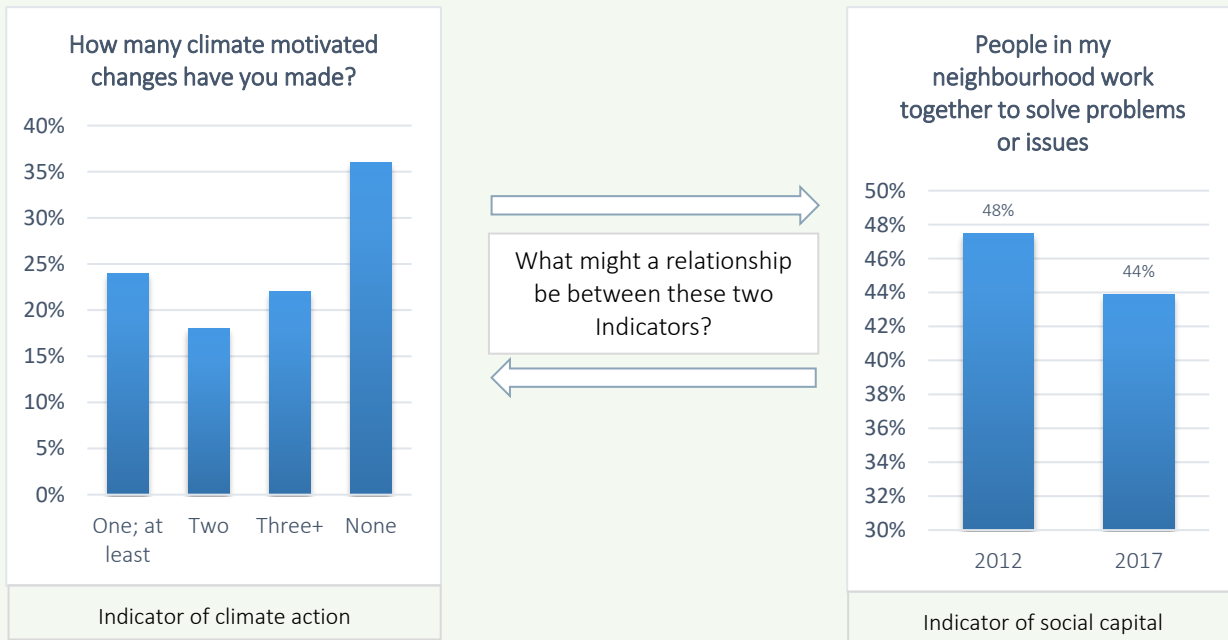 How many climate motivated
changes have you made?
40%
35%
30%
25%
20%
15%
10%
5%
0%
One; at
least
Two
Three+
None
Indicator of climate action
What might a relationship
be between these two
Indicators?
People in my
neighbourhood work
together to solve problems
or issues
50%
48%
46%
44%
42%
40%
38%
36%
34%
32%
30%
48%
44%
2012
2017
Indicator of social capital